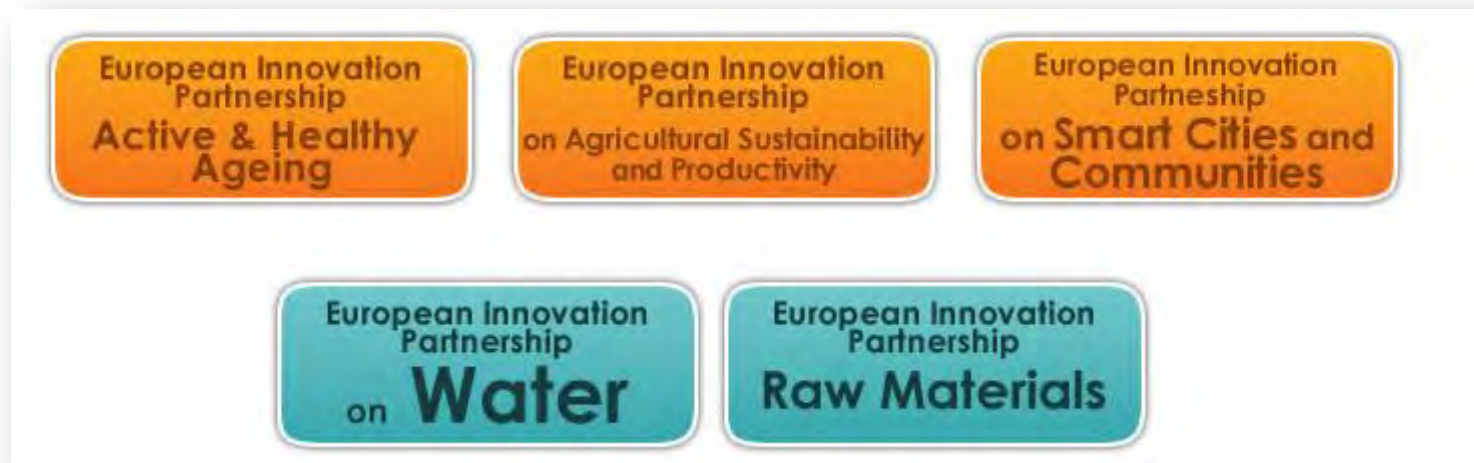 European Innovation
Partnership
Active & Healthy
Ageing
European Innovation
Partnership
on Agricultural Sustainability
and Productivity
European Innovation
Partneship
on Smart Cities and
Communities
European Innovation
Partnership
on Water
European Innovation
Partnership
Raw Materials